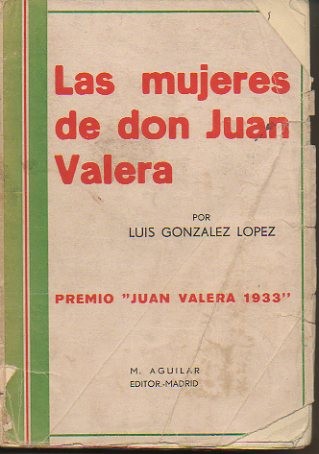 Las mujeres
de don Juan
Valera
POR
LUIS GONZALEZ LOPEZ
PREMIO "JUAN VALERA 1933"
M. AGUILAR
EDITOR.-MADRID